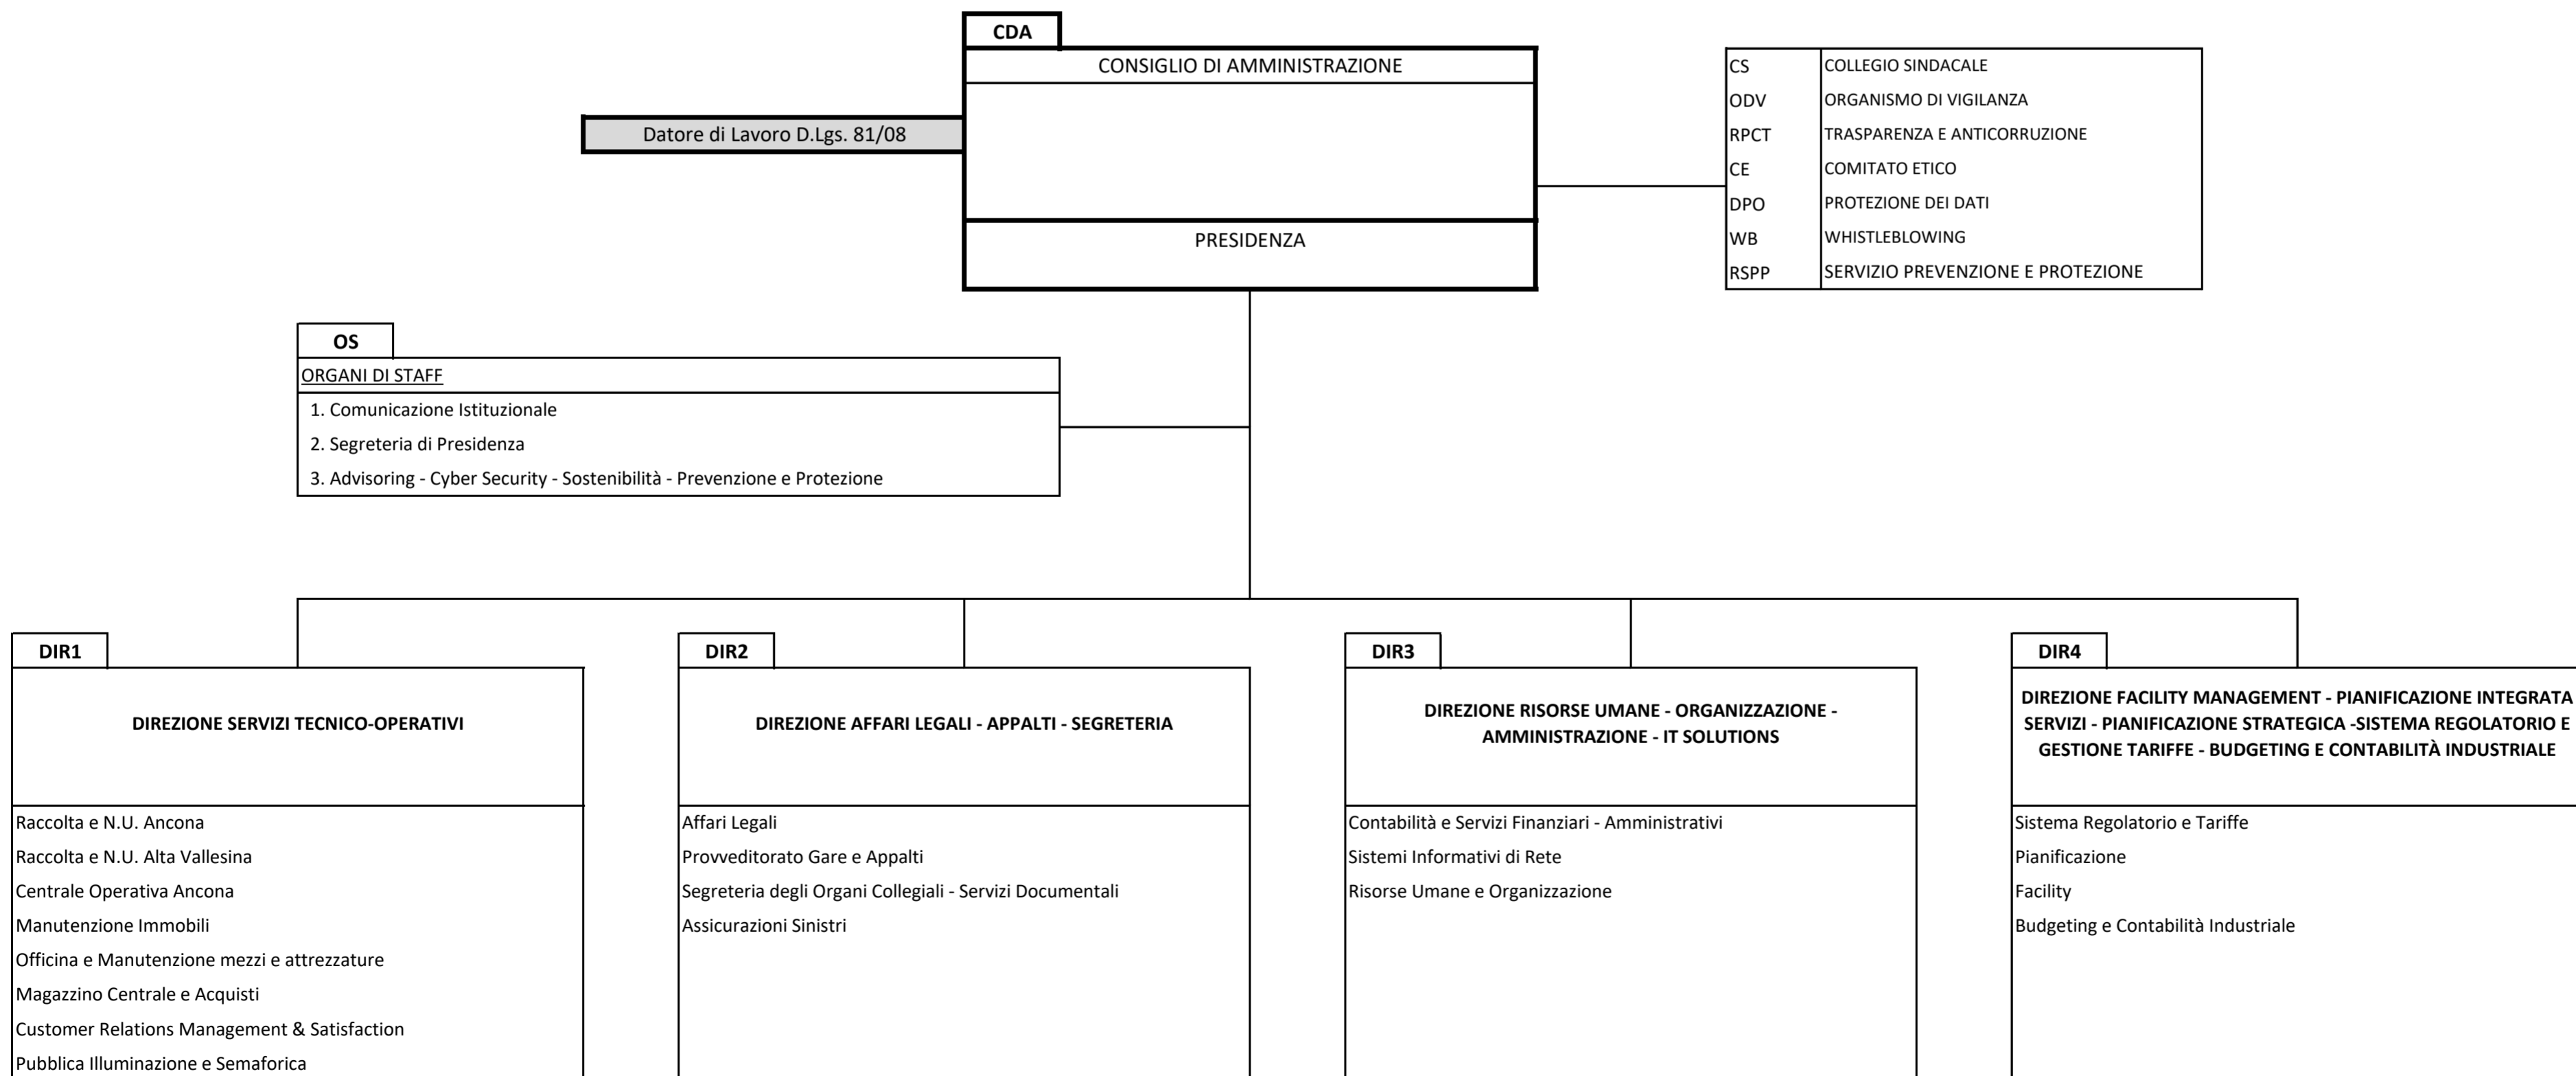 CDA
CONSIGLIO DI AMMINISTRAZIONE
Datore di Lavoro D.Lgs. 81/08
PRESIDENZA
CS COLLEGIO SINDACALE
ODV ORGANISMO DI VIGILANZA
RPCT TRASPARENZA E ANTICORRUZIONE
CE COMITATO ETICO
DPO PROTEZIONE DEI DATI
WB WHISTLEBLOWING
RSPP SERVIZIO PREVENZIONE E PROTEZIONE
OS
ORGANI DI STAFF
1. Comunicazione Istituzionale
2. Segreteria di Presidenza
3. Advisoring - Cyber Security - Sostenibilità - Prevenzione e Protezione
DIR1
DIREZIONE SERVIZI TECNICO-OPERATIVI
Raccolta e N.U. Ancona
Raccolta e N.U. Alta Vallesina
Centrale Operativa Ancona
Manutenzione Immobili
Officina e Manutenzione mezzi e attrezzature
Magazzino Centrale e Acquisti
Customer Relations Management & Satisfaction
Pubblica Illuminazione e Semaforica
DIR2
DIREZIONE AFFARI LEGALI - APPALTI - SEGRETERIA
Affari Legali
Provveditorato Gare e Appalti
Segreteria degli Organi Collegiali - Servizi Documentali
Assicurazioni Sinistri
DIR3
DIREZIONE RISORSE UMANE - ORGANIZZAZIONE -
AMMINISTRAZIONE - IT SOLUTIONS
Contabilità e Servizi Finanziari - Amministrativi
Sistemi Informativi di Rete
Risorse Umane e Organizzazione
DIR4
DIREZIONE FACILITY MANAGEMENT - PIANIFICAZIONE INTEGRATA
SERVIZI - PIANIFICAZIONE STRATEGICA -SISTEMA REGOLATORIO E
GESTIONE TARIFFE - BUDGETING E CONTABILITÀ INDUSTRIALE
Sistema Regolatorio e Tariffe
Pianificazione
Facility
Budgeting e Contabilità Industriale